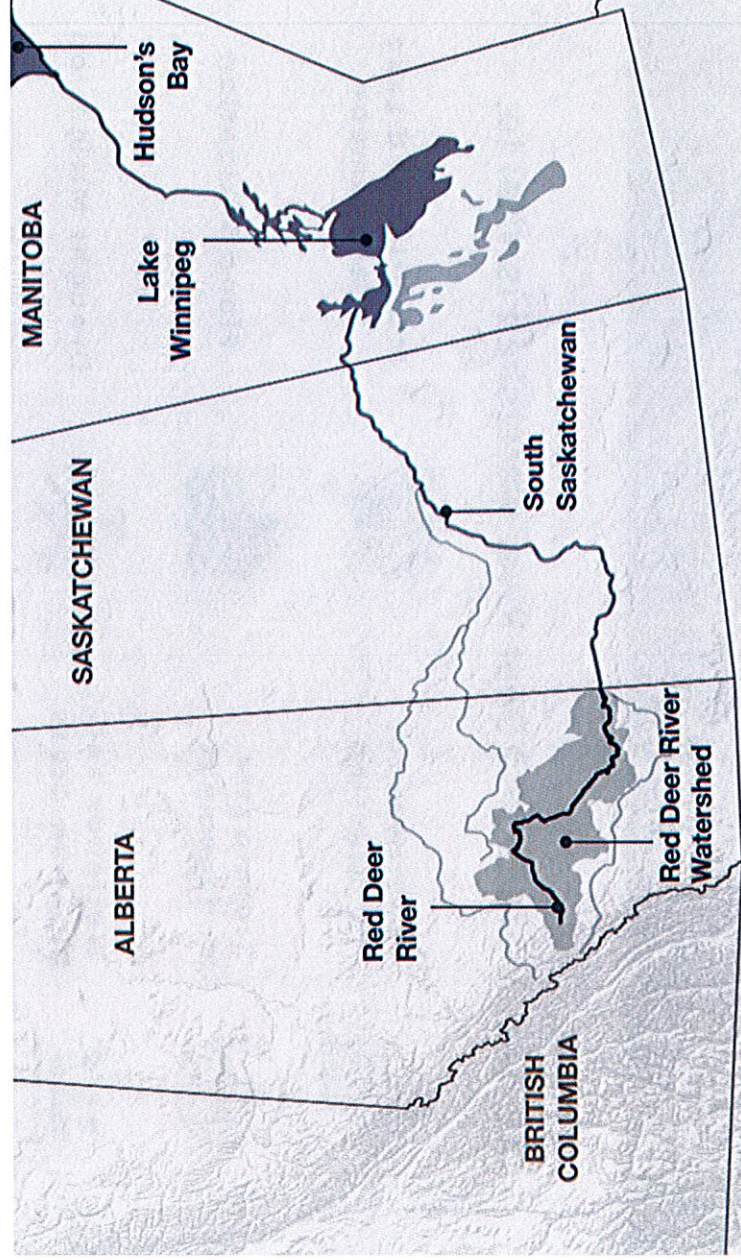 BRITISH
COLUMBIA
ALBERTA
SASKATCHEWAN
MANITOBA
Red Deer
River
Red Deer River
Watershed
South
Saskatchewan
Lake
Winnipeg
Hudson's
Bay